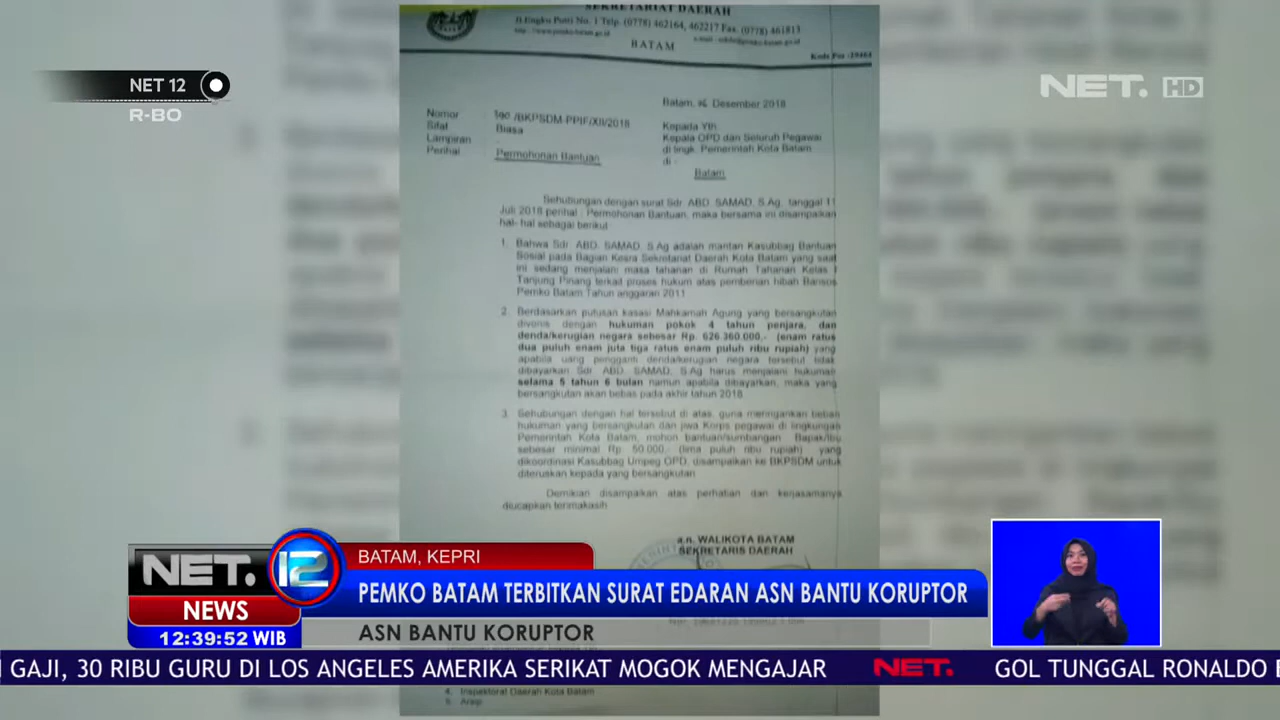 SEKRETARIAT DAERAH
Jl.Engku Putri No. 1 Telp. (0778) 462164, 462217 Fax. (0778) 461813
BATAM
NET 12
R-BO
NET. HD
Batam, Desember 2018
Nomor /BKPSDM-PPIF/XII/2018
Sifat Biasa
Lampiran -
Perihal Permohonan Bantuan
Kepada Yth
Kepala OPD dan Seluruh Pegawai
di lingk. Pemerintah Kota Batam
di -
Batam
Sehubungan dengan surat Sdr. ABD. SAMAD, S.Ag, tanggal 11
Juli 2018 perihal : Permohonan Bantuan, maka bersama ini disampaikan
hal- hal sebagai berikut
1. Bahwa Sdr. ABD. SAMAD, S.Ag adalah mantan Kasubbag Bantuan
Sosial pada Bagian Kesra Sekretariat Daerah Kota Batam yang saat
ini sedang menjalani masa tahanan di Rumah Tahanan Kelas I
Tanjung Pinang terkait proses hukum atas pemberian hibah Bansos
Pemko Batam Tahun anggaran 2011
2. Berdasarkan putusan kasasi Mahkamah Agung yang bersangkutan
divonis dengan hukuman pokok 4 tahun penjara, dan
denda/kerugian negara sebesar Rp. 626.360.000,- (enam ratus
dua puluh enam juta tiga ratus enam puluh ribu rupiah) yang
apabila uang pengganti denda/kerugian negara tersebut tidak
dibayarkan Sdr ABD. SAMAD, S.Ag harus menjalani hukuman
selama 5 tahun 6 bulan namun apabila dibayarkan, maka yang
bersangkutan akan bebas pada akhir tahun 2018.
3. Sehubungan dengan hal tersebut di atas, guna meringankan beban
hukuman yang bersangkutan dan jiwa Korps pegawai di lingkungan
Pemerintah Kota Batam, mohon bantuan/sumbangan Bapak/Ibu
sebesar minimal Rp 50.000,- (lima puluh ribu rupiah) yang
dikoordinasi Kasubbag Umpeg OPD, disampaikan ke BKPSDM untuk
diteruskan kepada yang bersangkutan
Demikian disampaikan atas perhatian dan kerjasamanya
diucapkan terimakasih
a.n. WALIKOTA BATAM
SEKRETARIS DAERAH
NET. 12
NEWS
12:39:52 WIB
BATAM, KEPRI
PEMKO BATAM TERBITKAN SURAT EDARAN ASN BANTU KORUPTOR
ASN BANTU KORUPTOR
GAJI, 30 RIBU GURU DI LOS ANGELES AMERIKA SERIKAT MOGOK MENGAJAR NET. GOL TUNGGAL RONALDO
4. Inspektorat Daerah Kota Batam
5. Arsip